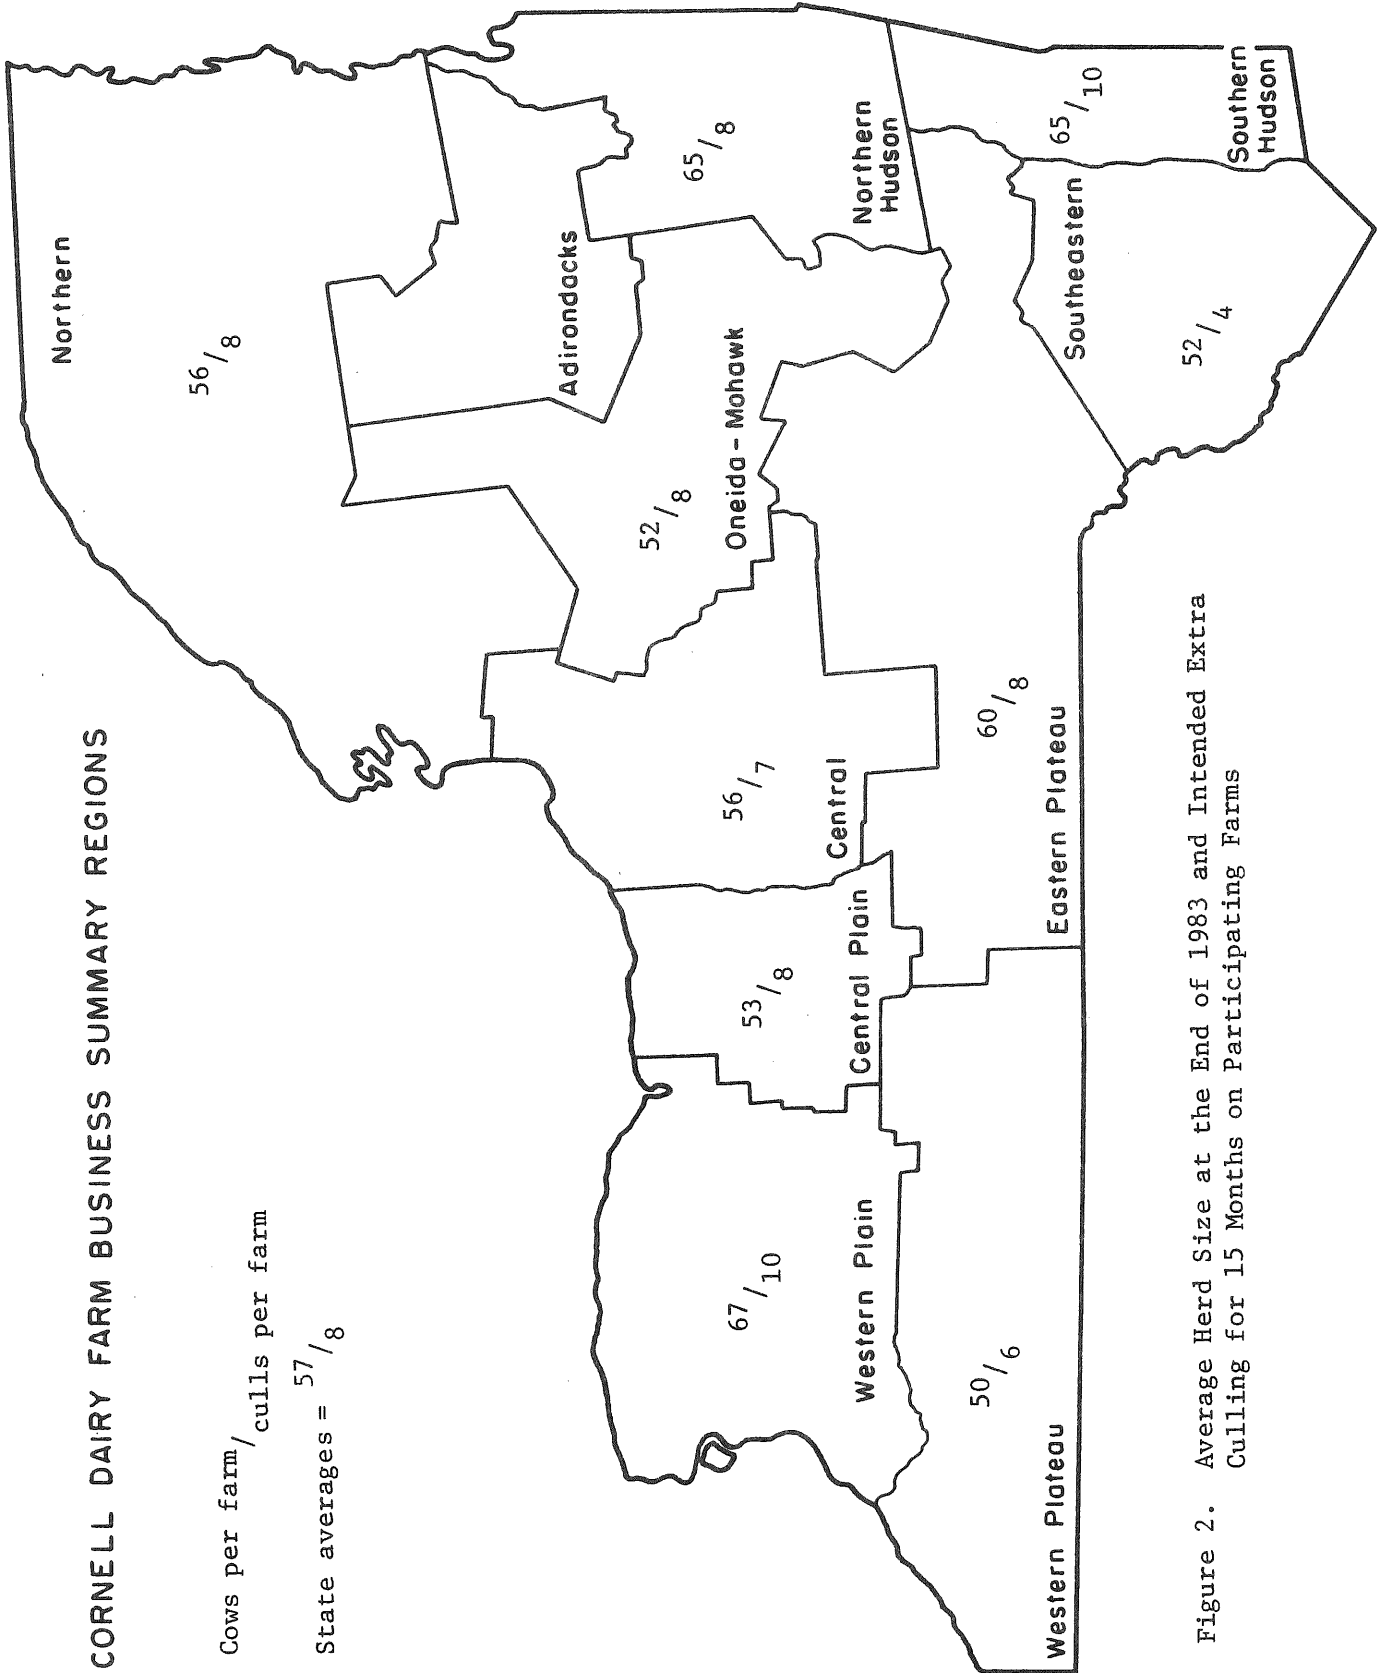 CORNELL DAIRY FARM BUSINESS SUMMARY REGIONS
Cows per farm/culls per farm
State averages = 57/8
Northern
56/8
Adirondacks
65/8
Northern
Hudson
52/8
Oneida-Mohawk
56/7
Central
53/8
Central Plain
67/10
Western Plain
50/6
Western Plateau
60/8
Eastern Plateau
Southeastern
52/4
65/10
Southern
Hudson
Figure 2. Average Herd Size at the End of 1983 and Intended Extra
Culling for 15 Months on Participating Farms